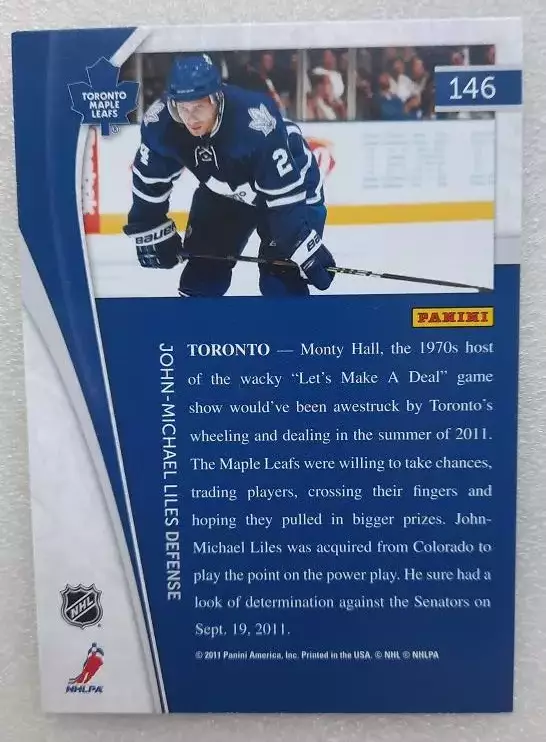 TORONTO
MAPLE
LEAFS
146
24
BAUER
BAUER
PANINI
JOHN-MICHAEL LILES DEFENSE
TORONTO — Monty Hall, the 1970s host
of the wacky “Let’s Make A Deal” game
show would’ve been awestruck by Toronto’s
wheeling and dealing in the summer of 2011.
The Maple Leafs were willing to take chances,
trading players, crossing their fingers and
hoping they pulled in bigger prizes. John-
Michael Liles was acquired from Colorado to
play the point on the power play. He sure had a
look of determination against the Senators on
Sept. 19, 2011.
NHL
NHLPA
© 2011 Panini America, Inc. Printed in the USA. © NHL © NHLPA